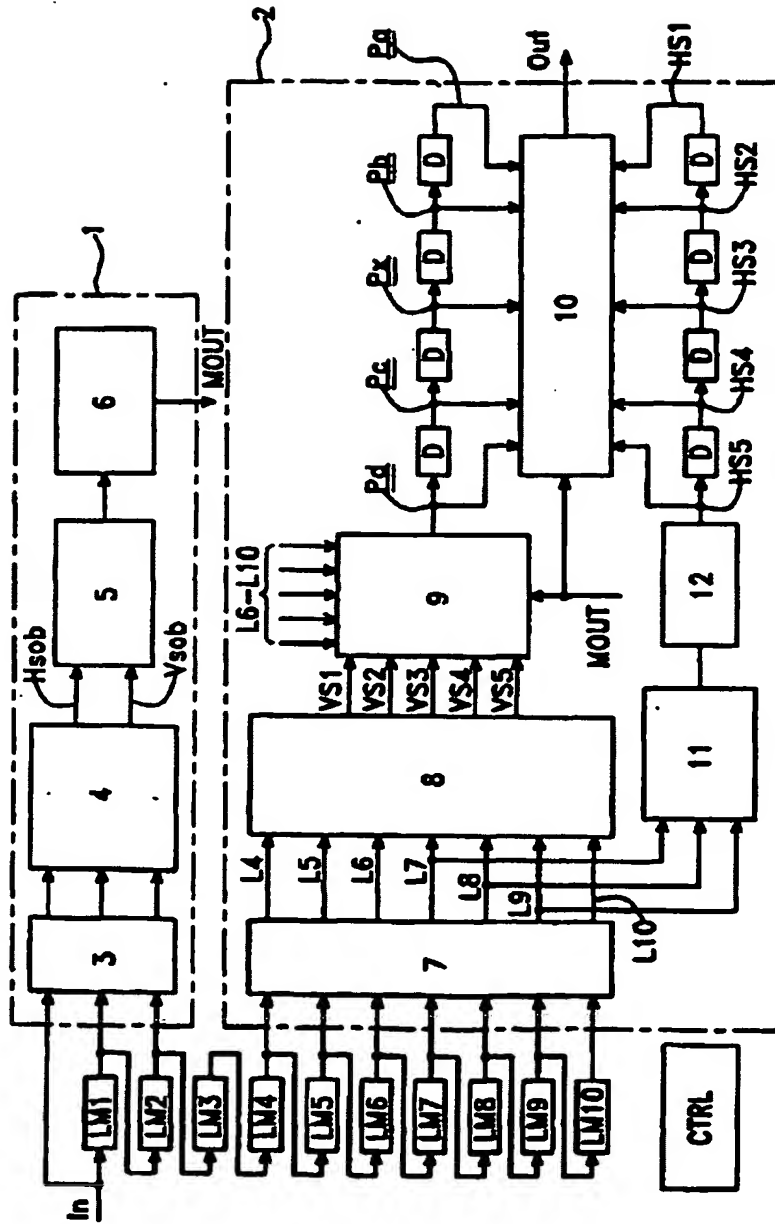 1
Hsob
In
3
4
5
6
Vsob
MOUT
LM1
LM2
LM3
2
L6-L10
Pd
Pc
Px
Pb
Pa
LM4
L4
VS1
D
D
D
D
LM5
L5
VS2
LM6
L6
VS3
9
10
Out
LM7
7
L7
8
VS4
LM8
L8
VS5
LM9
L9
MOUT
LM10
L10
11
12
D
D
D
D
HS5
HS4
HS3
HS2
HS1
CTRL